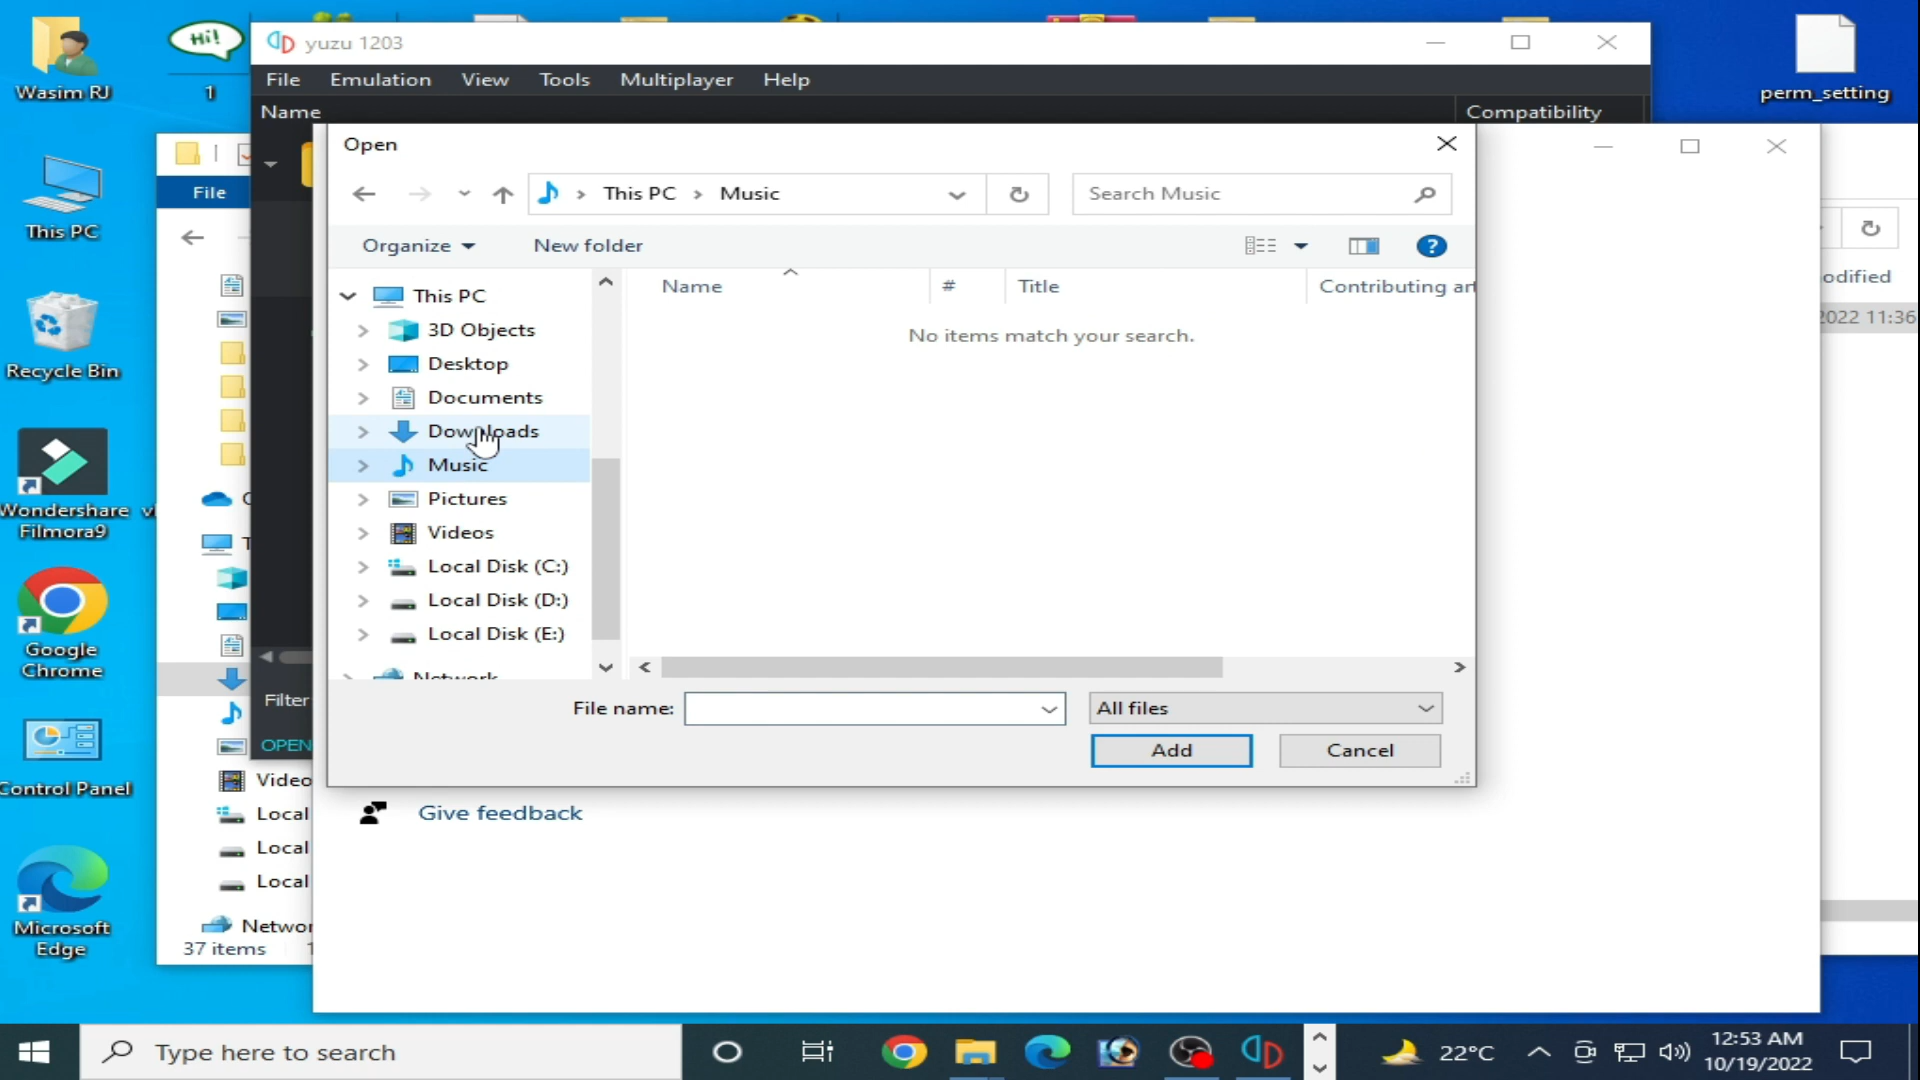 Hi!
1
Wasim RJ
This PC
Recycle Bin
Wondershare
Filmora9
Google
Chrome
Control Panel
Microsoft
Edge
perm_setting
yuzu 1203
File Emulation View Tools Multiplayer Help
Name Compatibility
File
Open
This PC Music
Search Music
Organize New folder
This PC
3D Objects
Desktop
Documents
Downloads
Music
Pictures
Videos
Local Disk (C:)
Local Disk (D:)
Local Disk (E:)
Network
Name # Title Contributing art
No items match your search.
File name:
All files
Add Cancel
odified
2022 11:36
Filter
OPEN
Video
Local
Local
Local
Networ
37 items
Give feedback
Type here to search
22°C
12:53 AM
10/19/2022